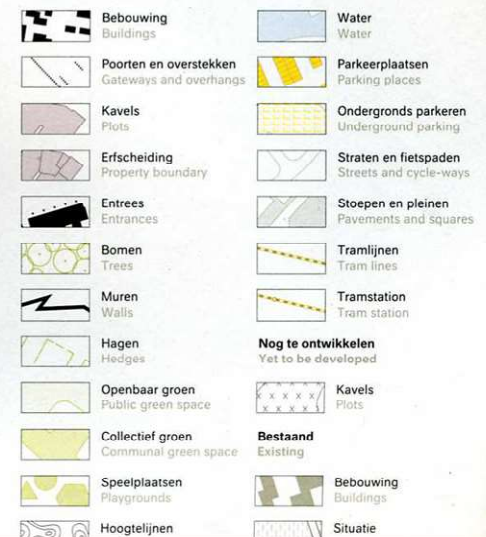 Bebouwing
Buildings
Poorten en overstekken
Gateways and overhangs
Kavels
Plots
Erfscheiding
Property boundary
Entrees
Entrances
Bomen
Trees
Muren
Walls
Hagen
Hedges
Openbaar groen
Public green space
Collectief groen
Communal green space
Speelplaatsen
Playgrounds
Hoogtelijnen
Water
Water
Parkeerplaatsen
Parking places
Ondergronds parkeren
Underground parking
Straten en fietspaden
Streets and cycle-ways
Stoepen en pleinen
Pavements and squares
Tramlijnen
Tram lines
Tramstation
Tram station
Nog te ontwikkelen
Yet to be developed
Kavels
Plots
Bestaand
Existing
Bebouwing
Buildings
Situatie